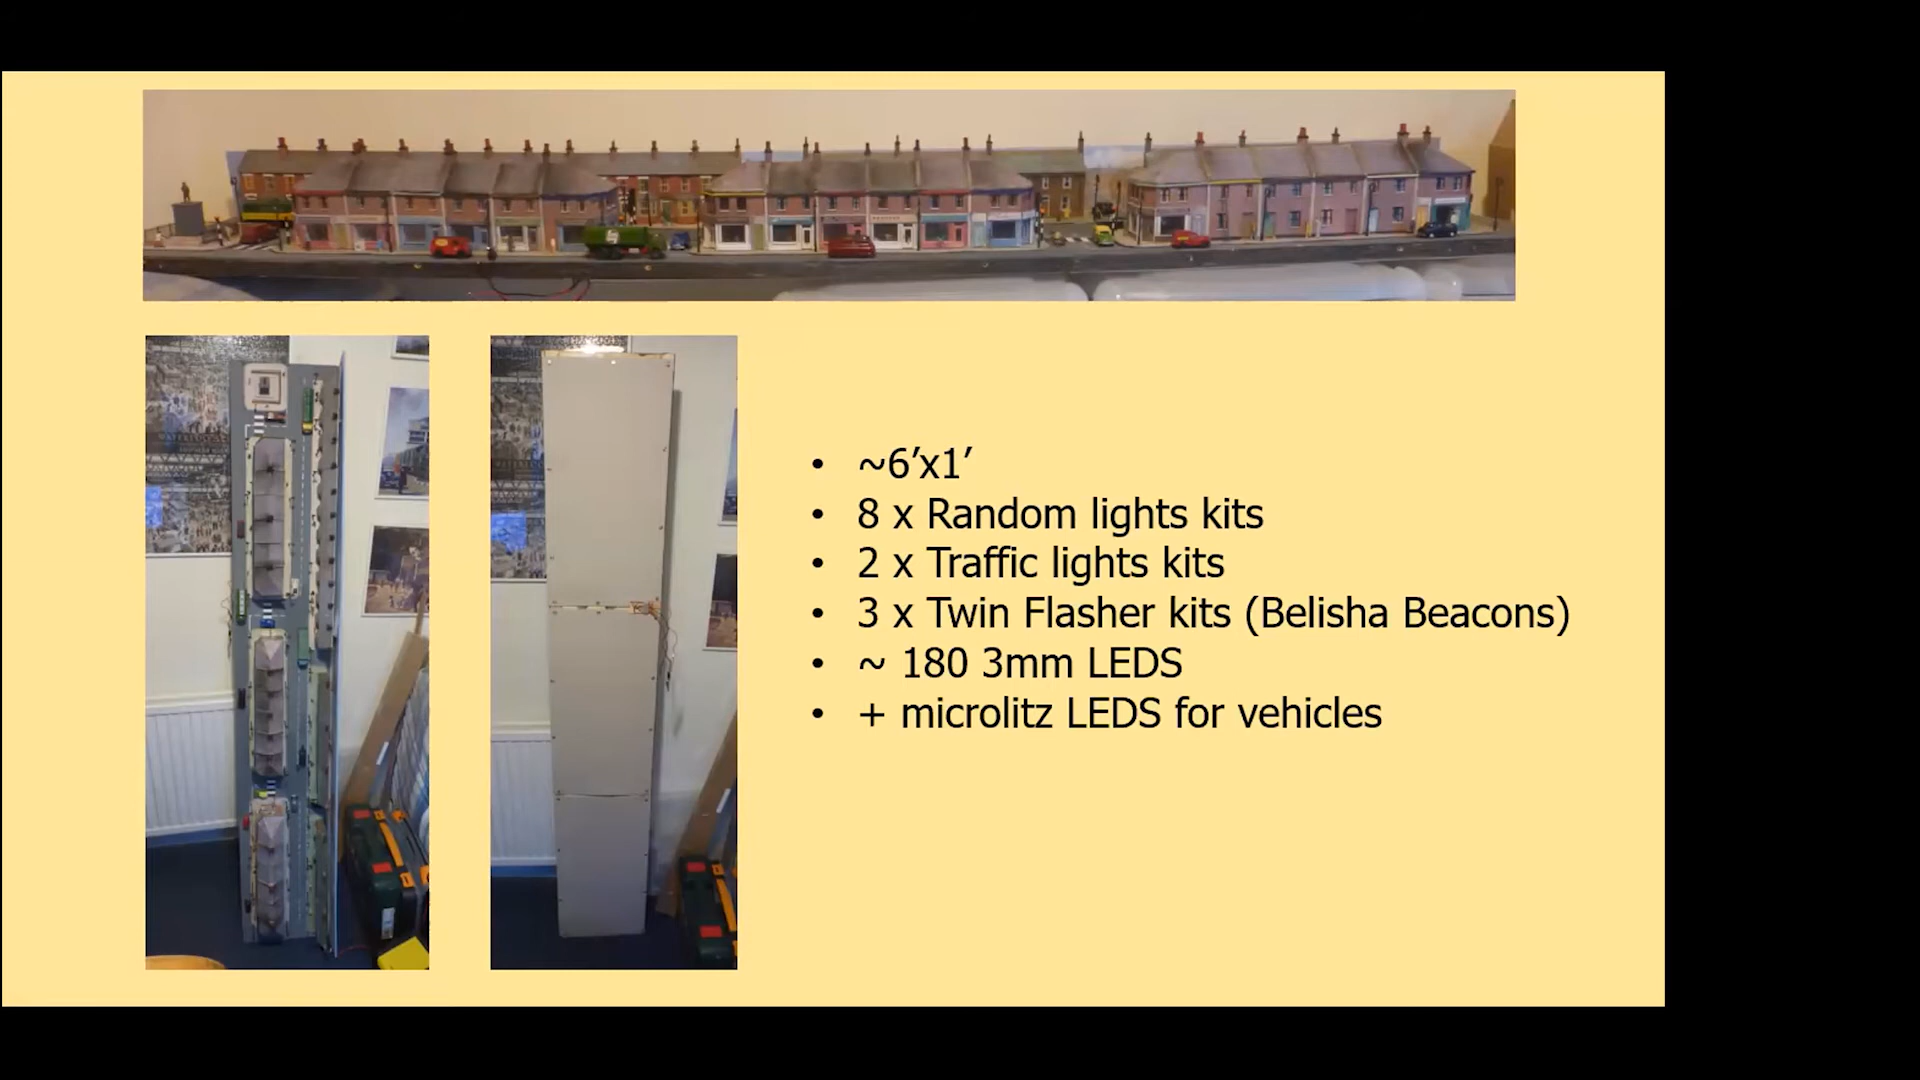 ~6’x1’
8 x Random lights kits
2 x Traffic lights kits
3 x Twin Flasher kits (Belisha Beacons)
~ 180 3mm LEDS
+ microlitz LEDS for vehicles